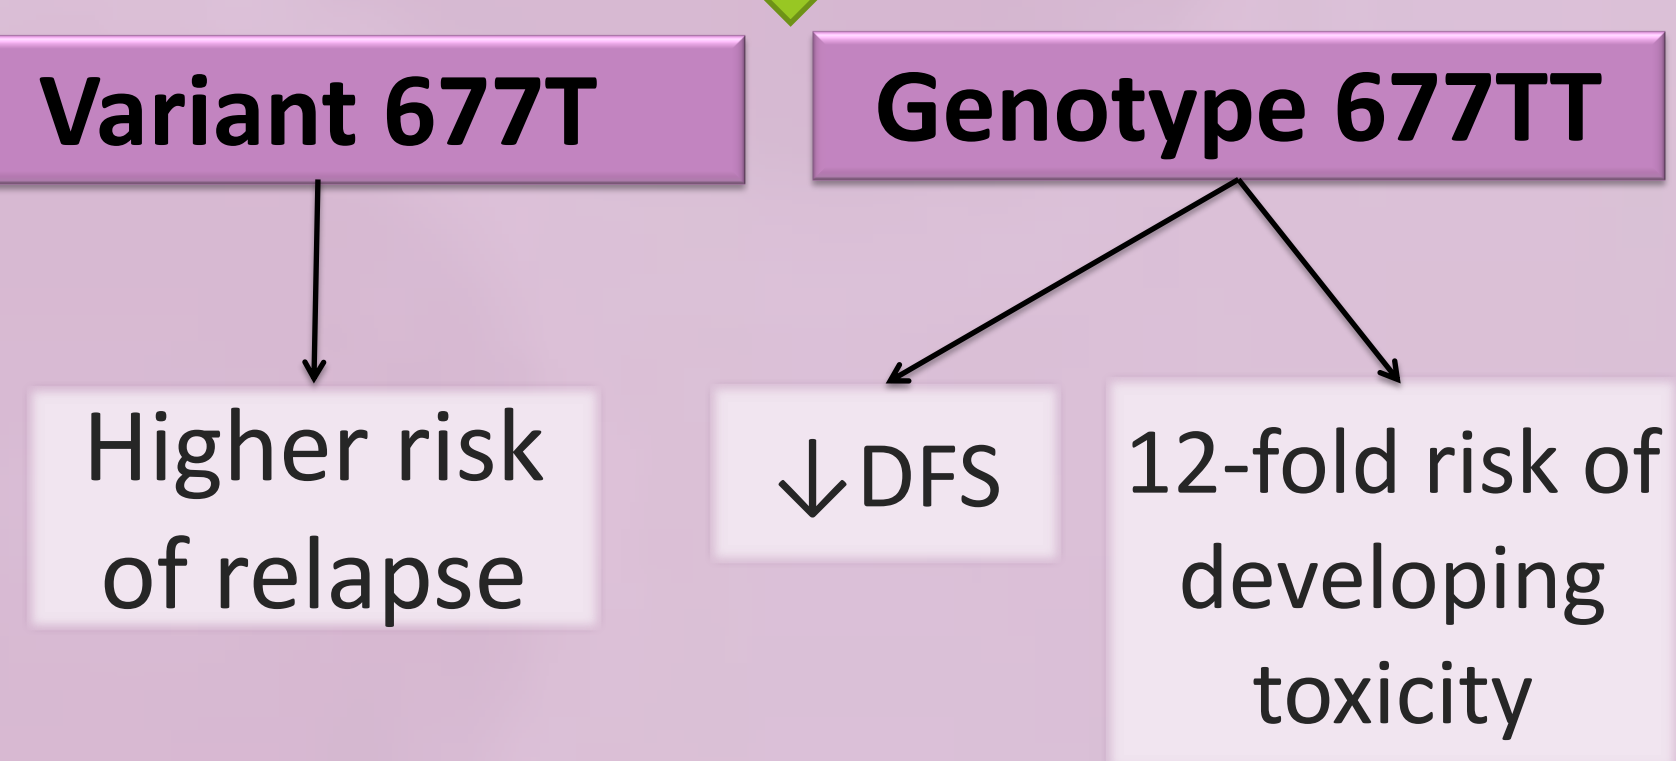 Variant 677T
Genotype 677TT
Higher risk
of relapse
↓DFS
12-fold risk of
developing
toxicity